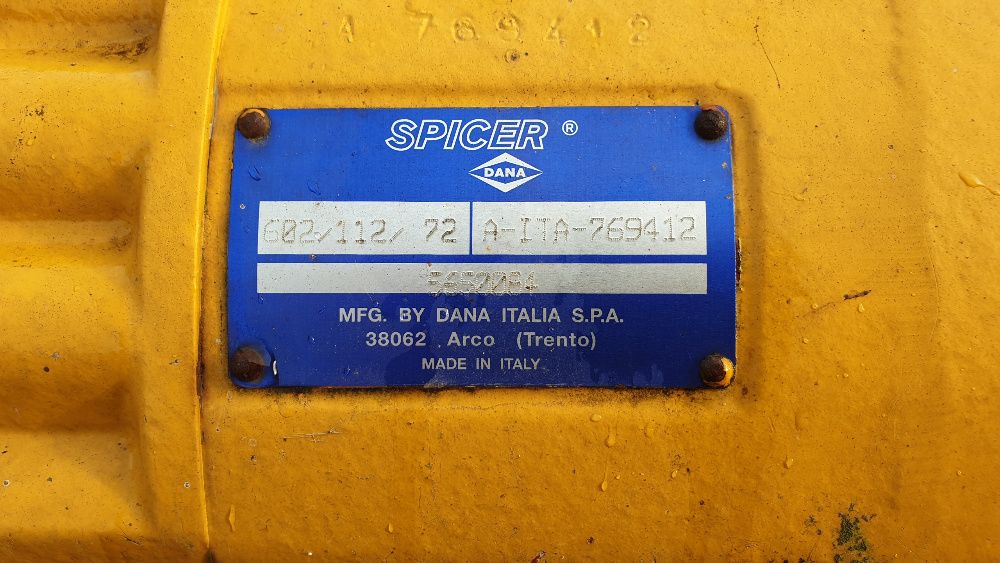 A 769412
SPICER ®
DANA
602/112/ 72 A-ITA-769412
MFG. BY DANA ITALIA S.P.A.
38062 Arco (Trento)
MADE IN ITALY